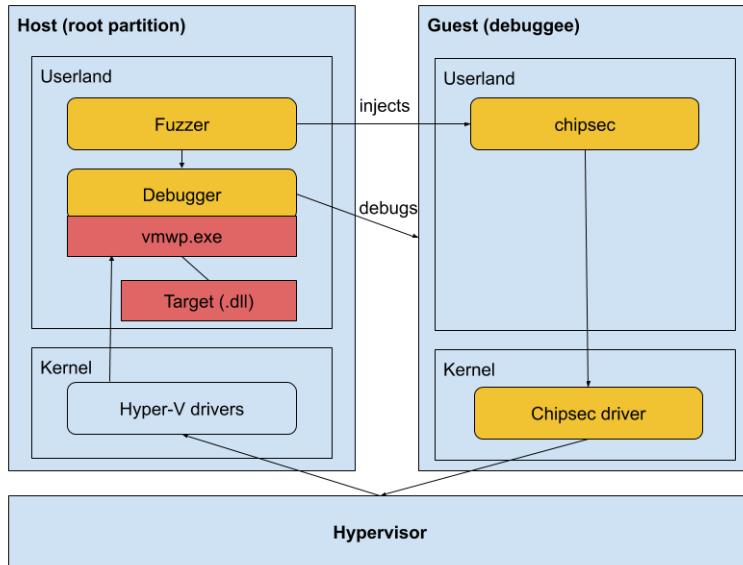 Host (root partition)
Userland
Fuzzer
Debugger
vmwp.exe
Target (.dll)
Kernel
Hyper-V drivers
injects
debugs
Guest (debuggee)
Userland
chipsec
Kernel
Chipsec driver
Hypervisor